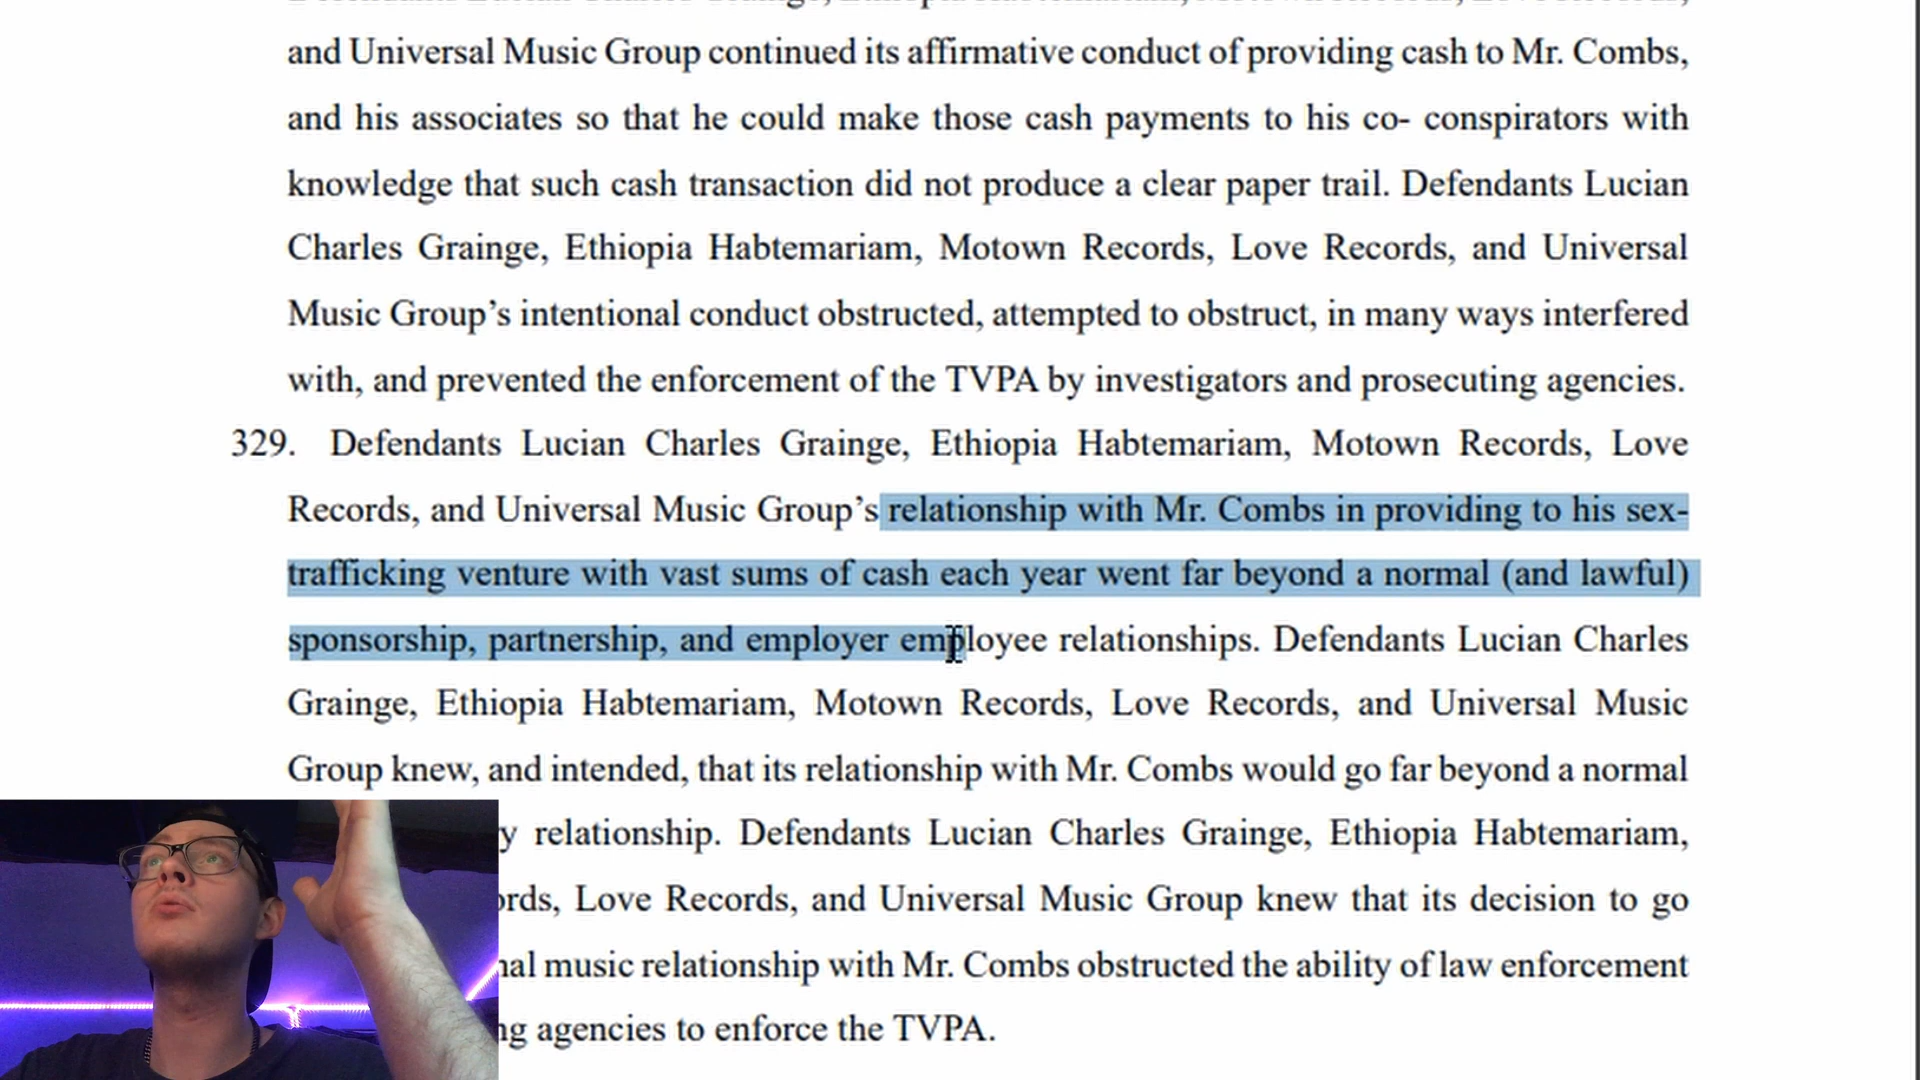 and Universal Music Group continued its affirmative conduct of providing cash to Mr. Combs,
and his associates so that he could make those cash payments to his co- conspirators with
knowledge that such cash transaction did not produce a clear paper trail. Defendants Lucian
Charles Grainge, Ethiopia Habtemariam, Motown Records, Love Records, and Universal
Music Group’s intentional conduct obstructed, attempted to obstruct, in many ways interfered
with, and prevented the enforcement of the TVPA by investigators and prosecuting agencies.
329. Defendants Lucian Charles Grainge, Ethiopia Habtemariam, Motown Records, Love
Records, and Universal Music Group’s relationship with Mr. Combs in providing to his sex-
trafficking venture with vast sums of cash each year went far beyond a normal (and lawful)
sponsorship, partnership, and employer employee relationships. Defendants Lucian Charles
Grainge, Ethiopia Habtemariam, Motown Records, Love Records, and Universal Music
Group knew, and intended, that its relationship with Mr. Combs would go far beyond a normal
relationship. Defendants Lucian Charles Grainge, Ethiopia Habtemariam,
Love Records, and Universal Music Group knew that its decision to go
music relationship with Mr. Combs obstructed the ability of law enforcement
agencies to enforce the TVPA.